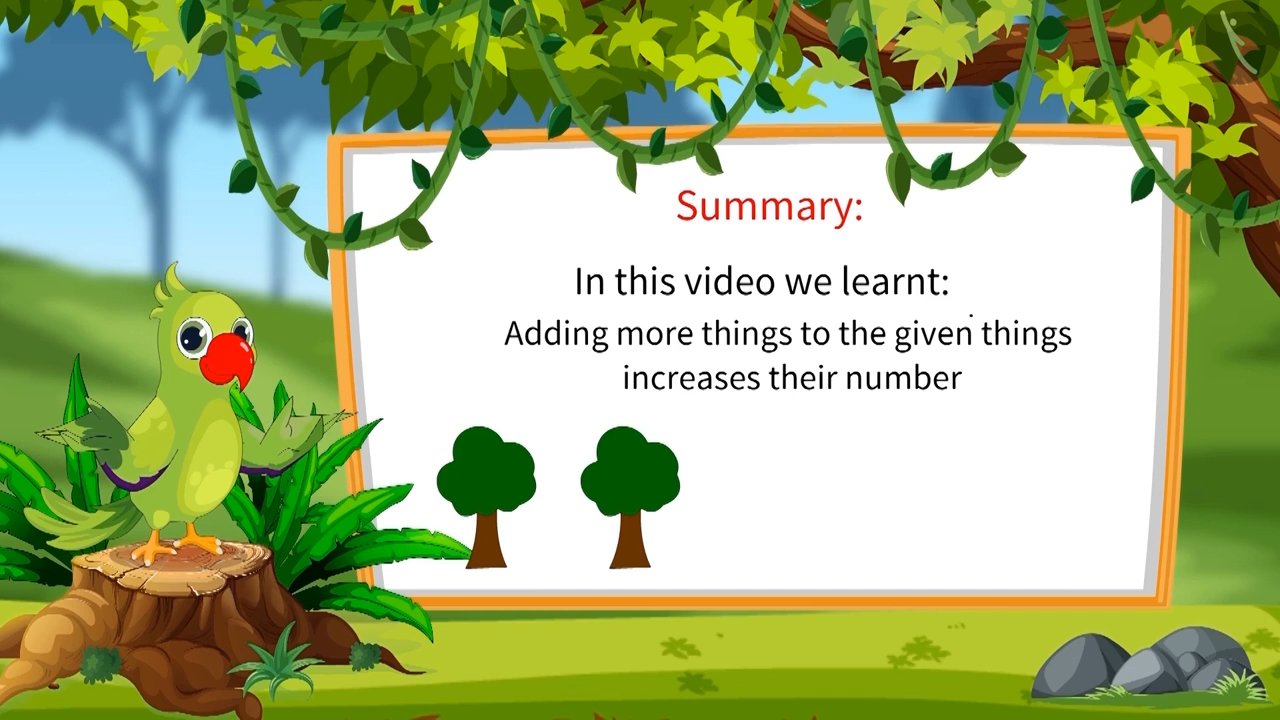 Summary:
In this video we learnt:
Adding more things to the given things
increases their number